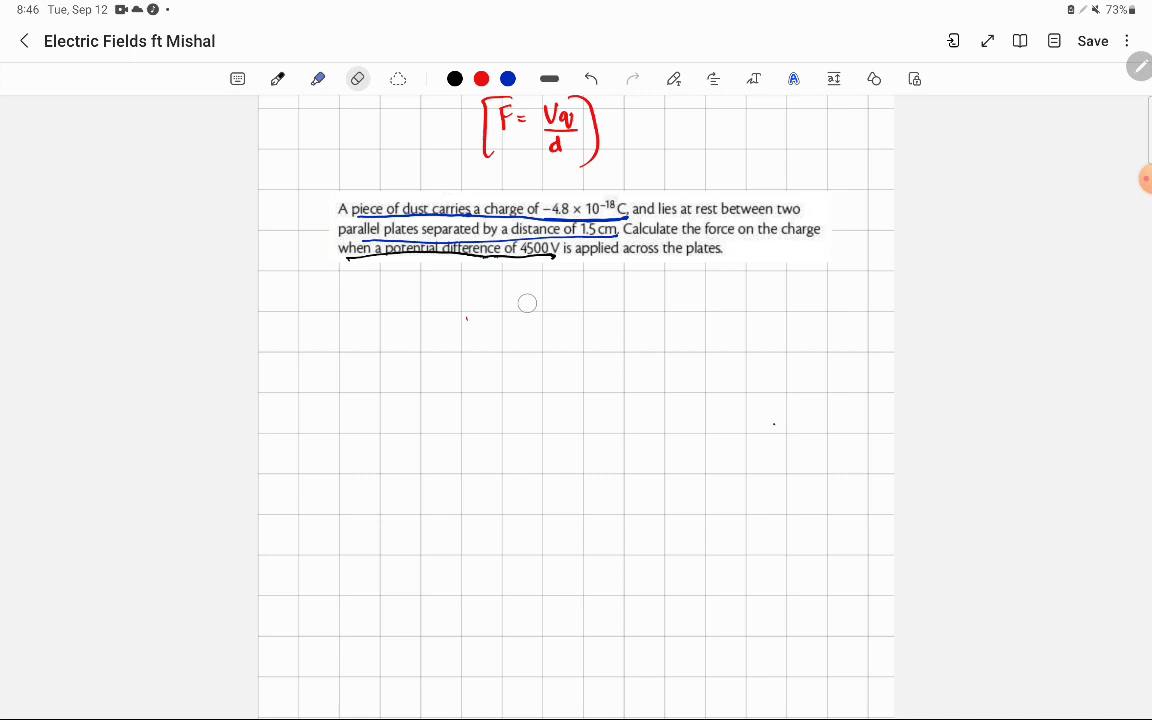 8:46 Tue, Sep 12 73%
Electric Fields ft Mishal Save
F = Vq/d
A piece of dust carries a charge of −4.8 × 10⁻¹⁸ C, and lies at rest between two
parallel plates separated by a distance of 1.5 cm. Calculate the force on the charge
when a potential difference of 4500 V is applied across the plates.